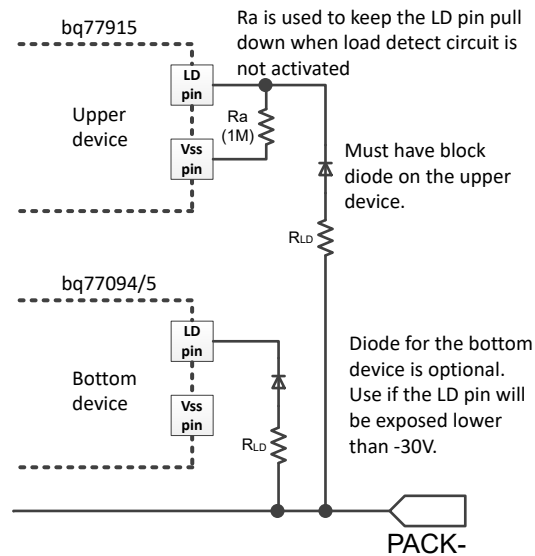 bq77915
Ra is used to keep the LD pin pull
down when load detect circuit is
not activated
LD
pin
Ra
(1M)
Upper
device
Vss
pin
Must have block
diode on the upper
device.
RLD
bq77094/5
LD
pin
Diode for the bottom
device is optional.
Use if the LD pin will
be exposed lower
than -30V.
Bottom
device
Vss
pin
RLD
PACK-